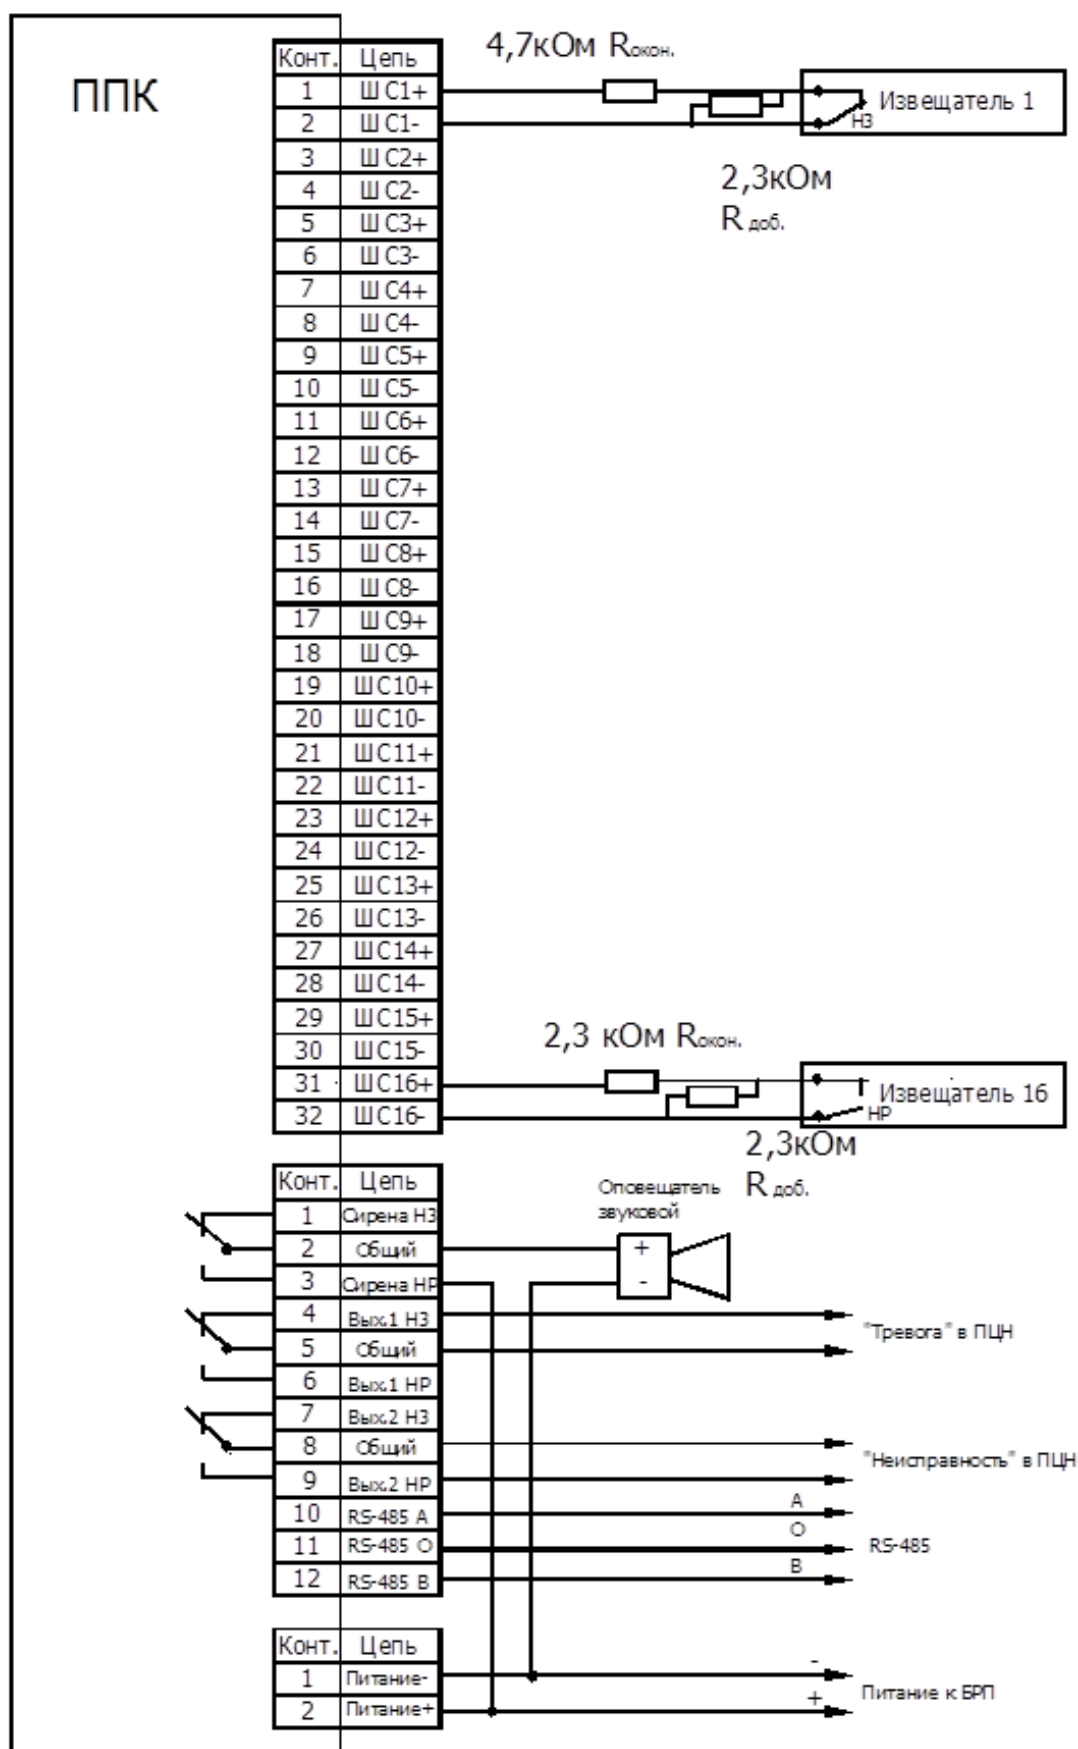 ППК
4,7кОм Rокон.
Конт. Цепь
1 ШС1+
2 ШС1-
3 ШС2+
4 ШС2-
5 ШС3+
6 ШС3-
7 ШС4+
8 ШС4-
9 ШС5+
10 ШС5-
11 ШС6+
12 ШС6-
13 ШС7+
14 ШС7-
15 ШС8+
16 ШС8-
17 ШС9+
18 ШС9-
19 ШС10+
20 ШС10-
21 ШС11+
22 ШС11-
23 ШС12+
24 ШС12-
25 ШС13+
26 ШС13-
27 ШС14+
28 ШС14-
29 ШС15+
30 ШС15-
31 ШС16+
32 ШС16-
Извещатель 1
НЗ
2,3кОм
R доб.
2,3 кОм Rокон.
Извещатель 16
НР
2,3кОм
R доб.
Конт. Цепь
1 Сирена НЗ
2 Общий
3 Сирена НР
4 Вых.1 НЗ
5 Общий
6 Вых.1 НР
7 Вых.2 НЗ
8 Общий
9 Вых.2 НР
10 RS-485 A
11 RS-485 O
12 RS-485 B
Оповещатель
звуковой
+
-
"Тревога" в ПЦН
"Неисправность" в ПЦН
A
O
B
RS-485
Конт. Цепь
1 Питание-
2 Питание+
-
+
Питание к БРП